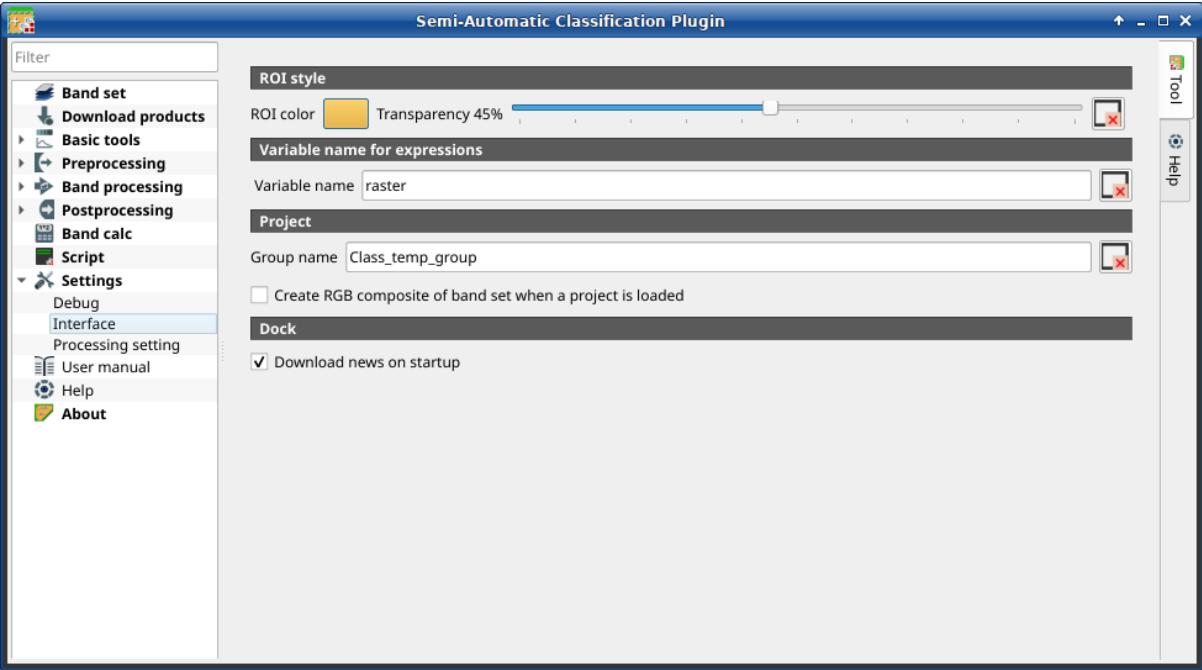 Semi-Automatic Classification Plugin
Filter
Band set
Download products
Basic tools
Preprocessing
Band processing
Postprocessing
Band calc
Script
Settings
Debug
Interface
Processing setting
User manual
Help
About
ROI style
ROI color Transparency 45%
Variable name for expressions
Variable name raster
Project
Group name Class_temp_group
Create RGB composite of band set when a project is loaded
Dock
Download news on startup
Tool
Help